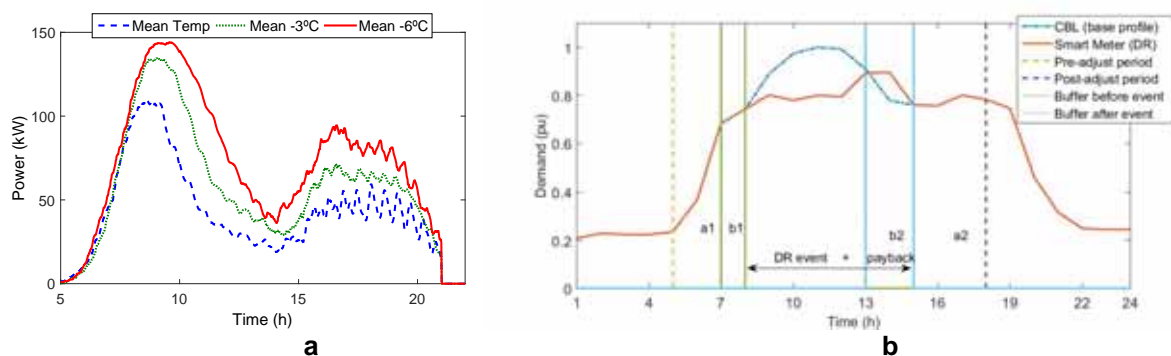 Mean Temp Mean -3ºC Mean -6ºC
150
100
50
0
Power (kW)
5 10 15 20
Time (h)
a
CBL (base profile)
Smart Meter (DR)
Pre-adjust period
Post-adjust period
Buffer before event
Buffer after event
1
0.8
0.6
0.4
0.2
0
Demand (pu)
a1 b1 b2 a2
DR event + payback
1 4 7 10 13 14 16 18 19 22 24
Time (h)
b